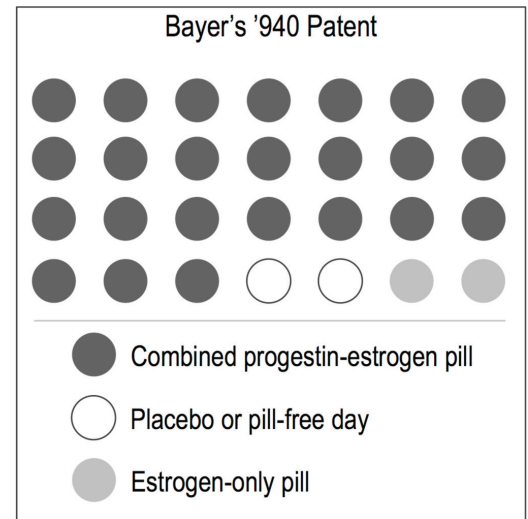 Bayer’s ’940 Patent
Combined progestin-estrogen pill
Placebo or pill-free day
Estrogen-only pill